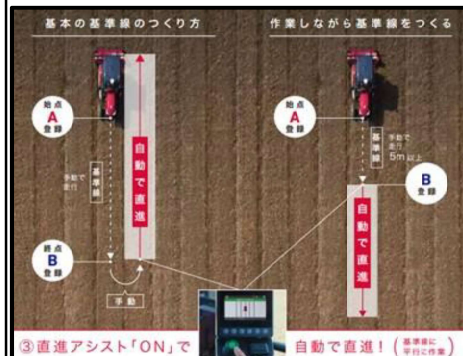 基本の基準線のつくり方
作業しながら基準線をつくる
始点
A
登録
自動で直進
手動で
走行
基準線
終点
B
登録
手動
始点
A
登録
基準線
手動で
走行
5m以上
B
登録
自動で直進
③直進アシスト「ON」で
自動で直進!(基準線に
平行に作業)